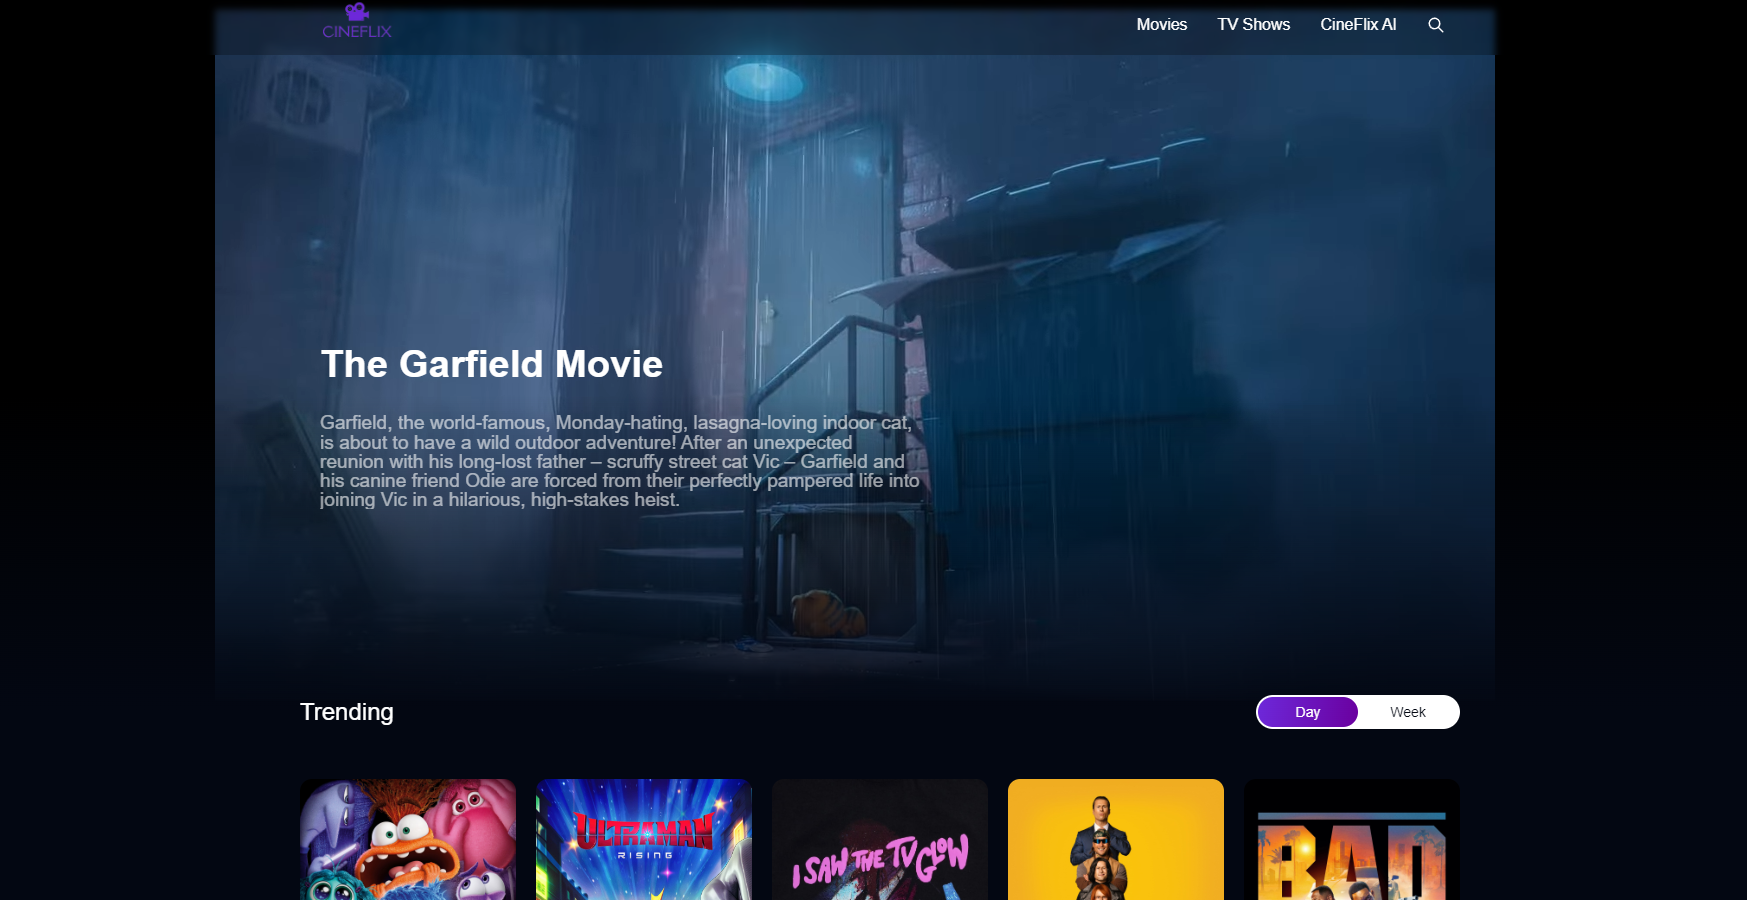 CINEFLIX
Movies
TV Shows
CineFlix AI
The Garfield Movie
Garfield, the world-famous, Monday-hating, lasagna-loving indoor cat,
is about to have a wild outdoor adventure! After an unexpected
reunion with his long-lost father – scruffy street cat Vic – Garfield and
his canine friend Odie are forced from their perfectly pampered life into
joining Vic in a hilarious, high-stakes heist.
Trending
Day
Week
ULTRAMAN
RISING
I SAW THE TV GLOW
BAD